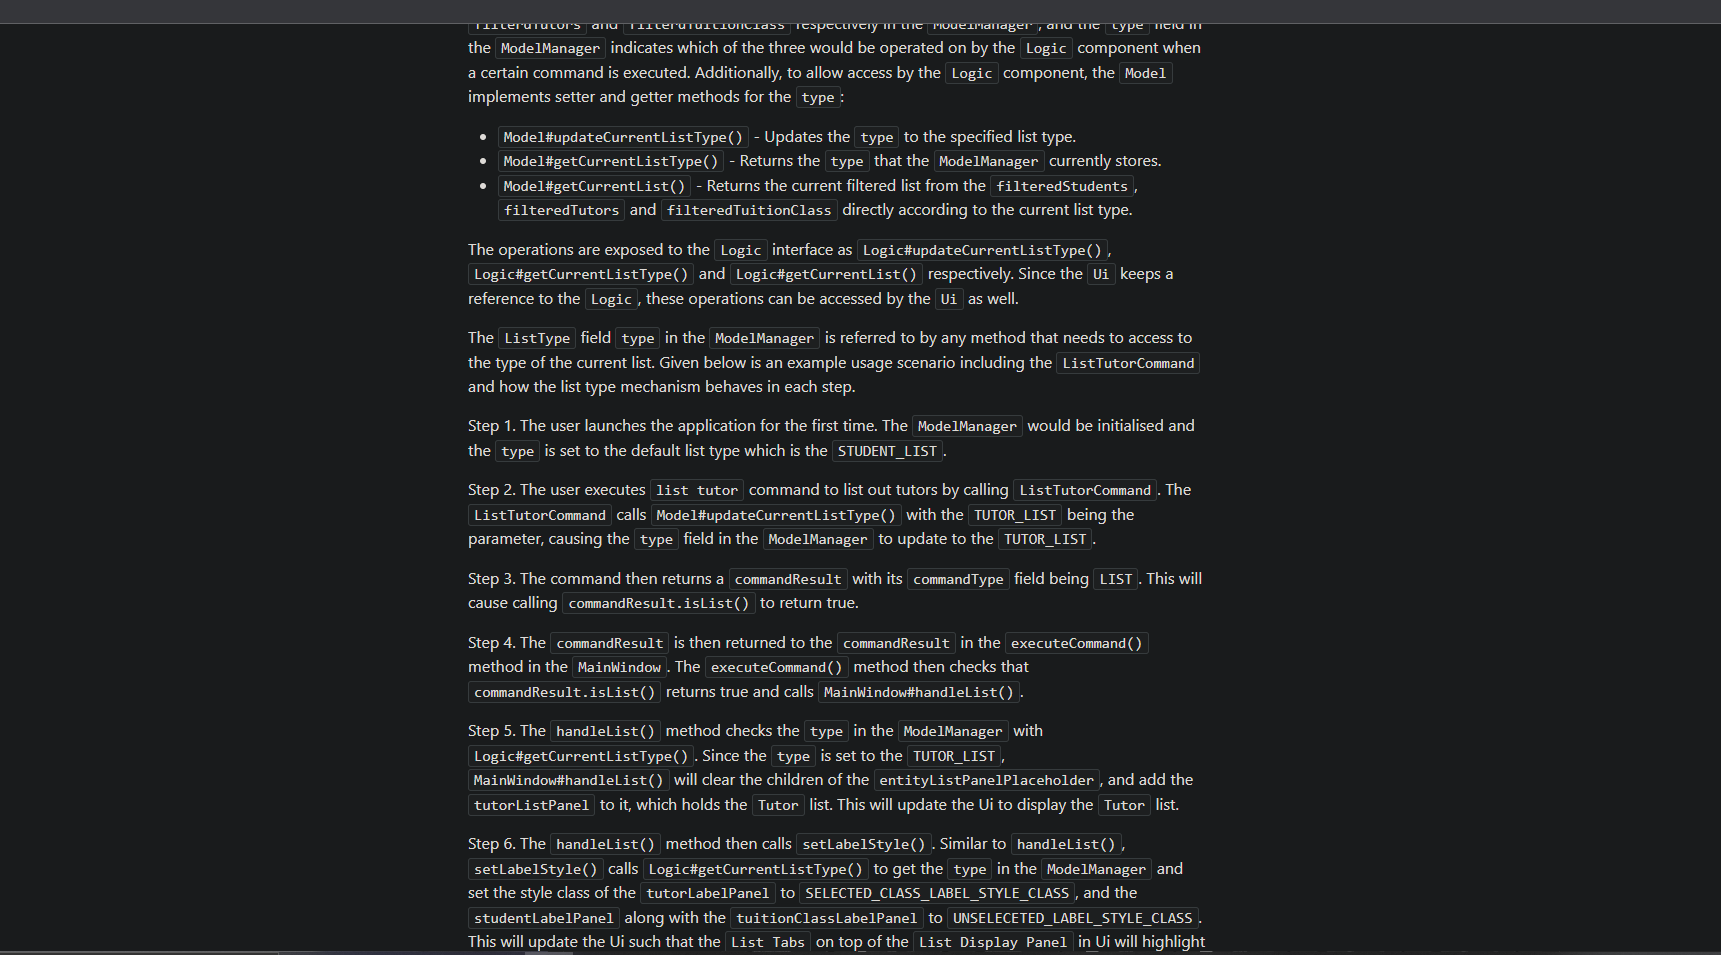 filteredTutors and filteredTuitionClass respectively in the ModelManager, and the type field in
the ModelManager indicates which of the three would be operated on by the Logic component when
a certain command is executed. Additionally, to allow access by the Logic component, the Model
implements setter and getter methods for the type:
• Model#updateCurrentListType() - Updates the type to the specified list type.
• Model#getCurrentListType() - Returns the type that the ModelManager currently stores.
• Model#getCurrentList() - Returns the current filtered list from the filteredStudents,
filteredTutors and filteredTuitionClass directly according to the current list type.
The operations are exposed to the Logic interface as Logic#updateCurrentListType(),
Logic#getCurrentListType() and Logic#getCurrentList() respectively. Since the Ui keeps a
reference to the Logic, these operations can be accessed by the Ui as well.
The ListType field type in the ModelManager is referred to by any method that needs to access to
the type of the current list. Given below is an example usage scenario including the ListTutorCommand
and how the list type mechanism behaves in each step.
Step 1. The user launches the application for the first time. The ModelManager would be initialised and
the type is set to the default list type which is the STUDENT_LIST.
Step 2. The user executes list tutor command to list out tutors by calling ListTutorCommand. The
ListTutorCommand calls Model#updateCurrentListType() with the TUTOR_LIST being the
parameter, causing the type field in the ModelManager to update to the TUTOR_LIST.
Step 3. The command then returns a commandResult with its commandType field being LIST. This will
cause calling commandResult.isList() to return true.
Step 4. The commandResult is then returned to the commandResult in the executeCommand()
method in the MainWindow. The executeCommand() method then checks that
commandResult.isList() returns true and calls MainWindow#handleList().
Step 5. The handleList() method checks the type in the ModelManager with
Logic#getCurrentListType(). Since the type is set to the TUTOR_LIST,
MainWindow#handleList() will clear the children of the entityListPanelPlaceholder, and add the
tutorListPanel to it, which holds the Tutor list. This will update the Ui to display the Tutor list.
Step 6. The handleList() method then calls setLabelStyle(). Similar to handleList(),
setLabelStyle() calls Logic#getCurrentListType() to get the type in the ModelManager and
set the style class of the tutorLabelPanel to SELECTED_CLASS_LABEL_STYLE_CLASS, and the
studentLabelPanel along with the tuitionClassLabelPanel to UNSELECETED_LABEL_STYLE_CLASS.
This will update the Ui such that the List Tabs on top of the List Display Panel in Ui will highlight